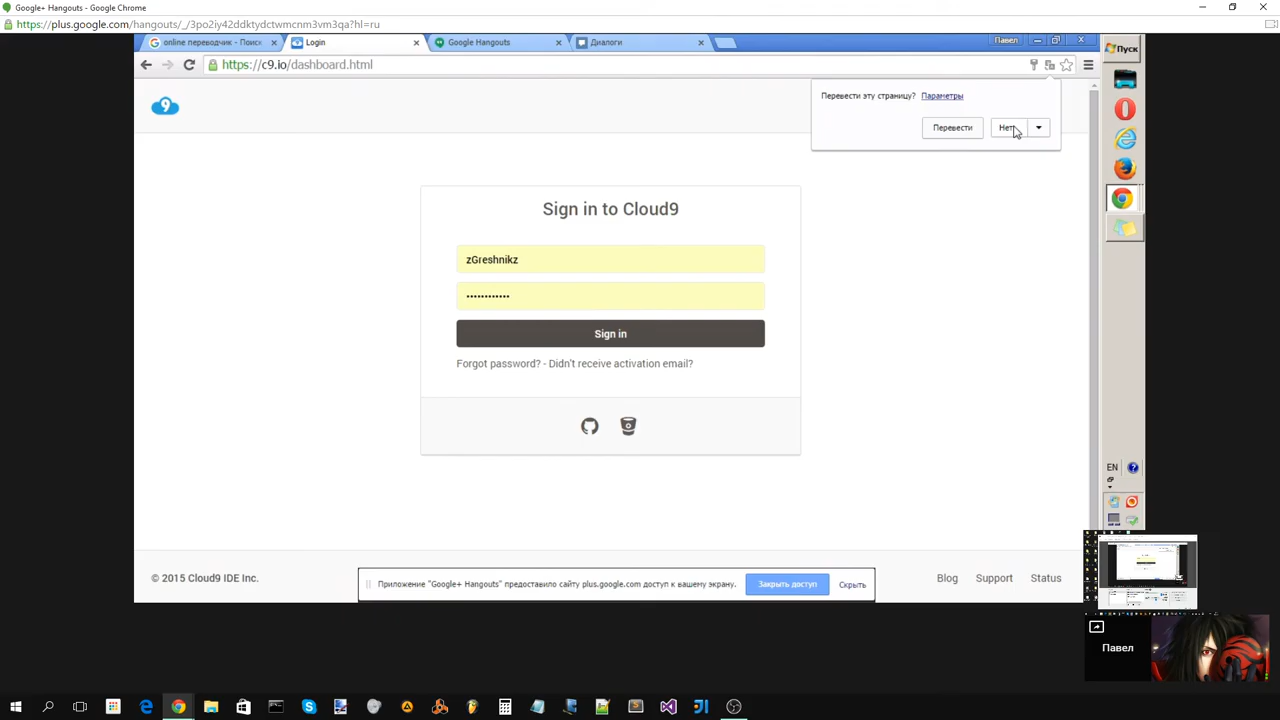 Google+ Hangouts - Google Chrome
https://plus.google.com/hangouts/_/3po2iy42ddktydctwmcnm3vm3qa?hl=ru
online переводчик - Поиск
Login
Google Hangouts
Диалоги
Павел
Пуск
https://c9.io/dashboard.html
Перевести эту страницу? Параметры
Перевести
Нет
9
Sign in to Cloud9
zGreshnikz
••••••••••••
Sign in
Forgot password? - Didn't receive activation email?
EN
© 2015 Cloud9 IDE Inc.
Приложение "Google+ Hangouts" предоставило сайту plus.google.com доступ к вашему экрану.
Закрыть доступ
Скрыть
Blog
Support
Status
Павел